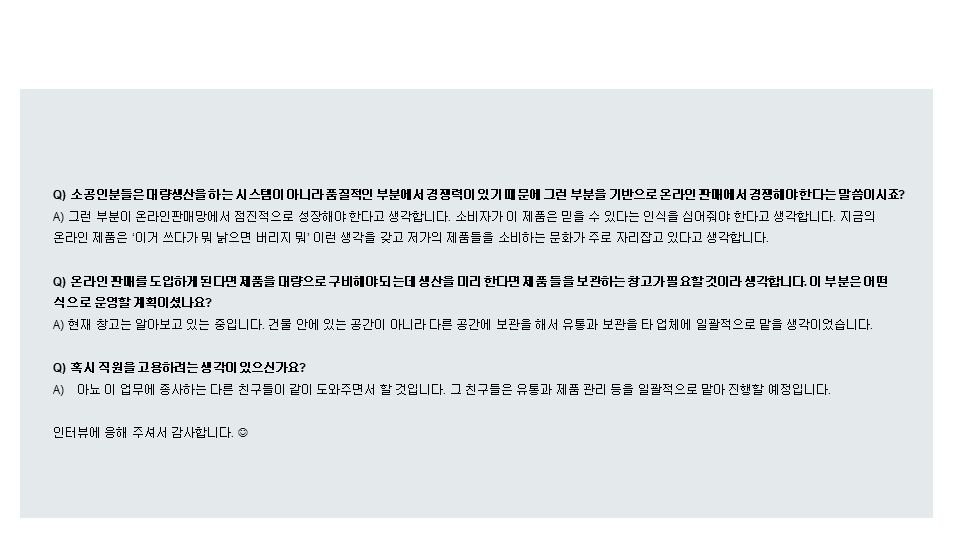 Q) 소공인분들은 대량생산을 하는 시스템이 아니라 품질적인 부분에서 경쟁력이 있기 때문에 그런 부분을 기반으로 온라인 판매에서 경쟁해야 한다는 말씀이시죠?
A) 그런 부분이 온라인판매망에서 점진적으로 성장해야 한다고 생각합니다. 소비자가 이 제품은 믿을 수 있다는 인식을 심어줘야 한다고 생각합니다. 지금의
온라인 제품은 ‘이거 쓰다가 뭐 낡으면 버리지 뭐’ 이런 생각을 갖고 저가의 제품들을 소비하는 문화가 주로 자리잡고 있다고 생각합니다.
Q) 온라인 판매를 도입하게 된다면 제품을 대량으로 구비해야 되는데 생산을 미리 한다면 제품 들을 보관하는 창고가 필요할 것이라 생각합니다. 이 부분은 어떤
식으로 운영할 계획이셨나요?
A) 현재 창고는 알아보고 있는 중입니다. 건물 안에 있는 공간이 아니라 다른 공간에 보관을 해서 유통과 보관을 타 업체에 일괄적으로 맡을 생각이었습니다.
Q) 혹시 직원을 고용하려는 생각이 있으신가요?
A) 아뇨 이 업무에 종사하는 다른 친구들이 같이 도와주면서 할 것입니다. 그 친구들은 유통과 제품 관리 등을 일괄적으로 맡아 진행할 예정입니다.
인터뷰에 응해 주셔서 감사합니다. ☺